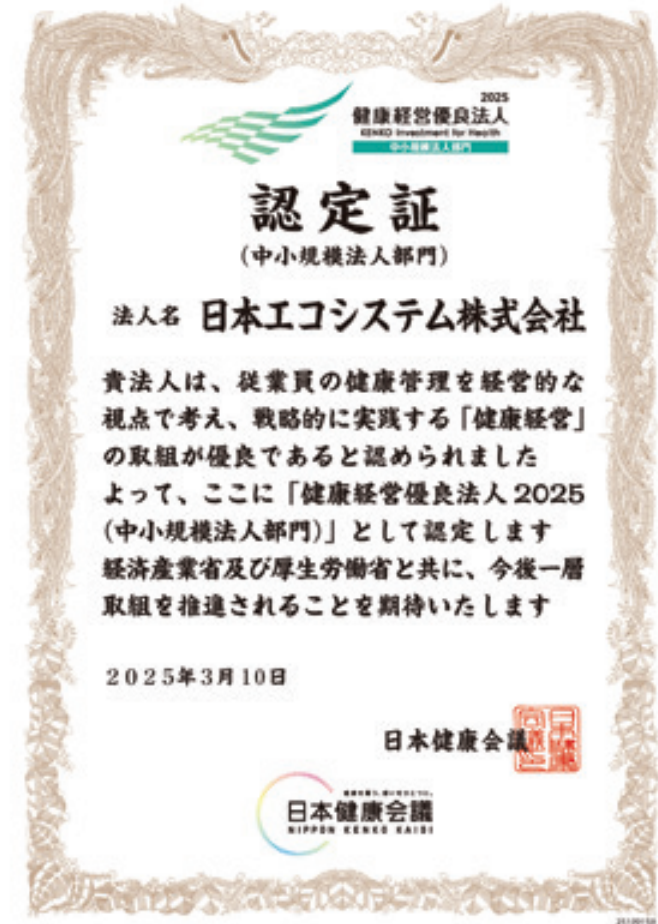 2025
健康経営優良法人
KENKO Investment for Health
中小規模法人部門
認定証
(中小規模法人部門)
法人名 日本エコシステム株式会社
貴法人は、従業員の健康管理を経営的な
視点で考え、戦略的に実践する「健康経営」
の取組が優良であると認められました
よって、ここに「健康経営優良法人2025
(中小規模法人部門)」として認定します
経済産業省及び厚生労働省と共に、今後一層
取組を推進されることを期待いたします
2025年3月10日
日本健康会議
日本健康会議
NIPPON KENKO KAIGI